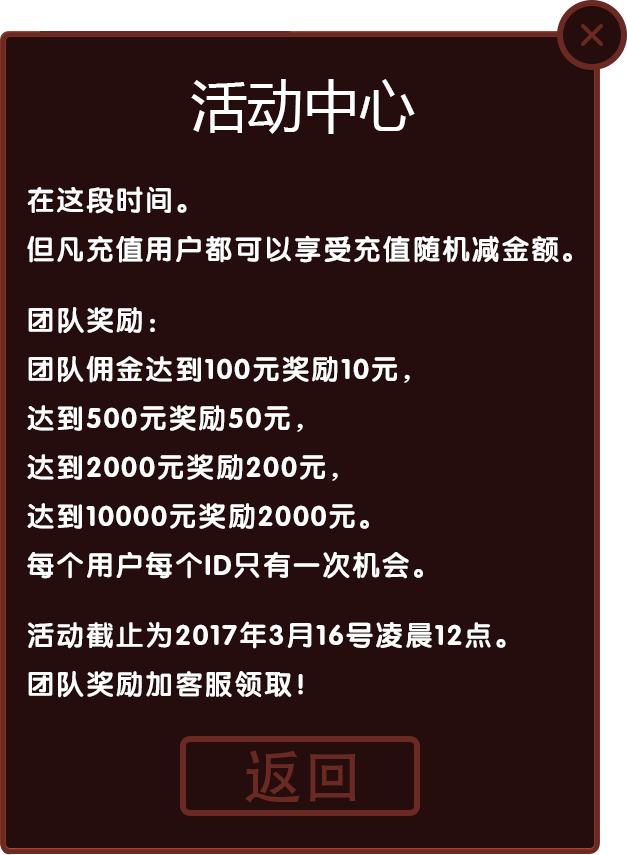 活动中心
在这段时间。
但凡充值用户都可以享受充值随机减金额。
团队奖励：
团队佣金达到100元奖励10元，
达到500元奖励50元，
达到2000元奖励200元，
达到10000元奖励2000元。
每个用户每个ID只有一次机会。
活动截止为2017年3月16号凌晨12点。
团队奖励加客服领取！
返回